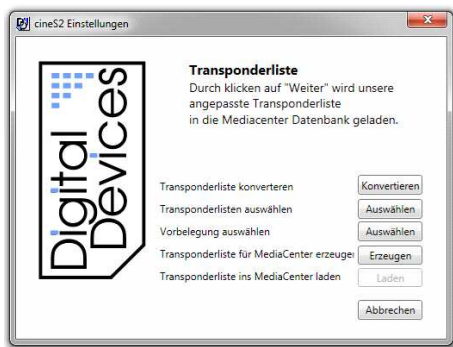 cineS2 Einstellungen
Digital
Devices
Transponderliste
Durch klicken auf "Weiter" wird unsere
angepasste Transponderliste
in die Mediacenter Datenbank geladen.
Transponderliste konverteren Konvertieren
Transponderlisten auswählen Auswählen
Vorbelegung auswählen Auswählen
Transponderliste für MediaCenter erzeuger Erzeugen
Transponderliste ins MediaCenter laden Laden
Abbrechen